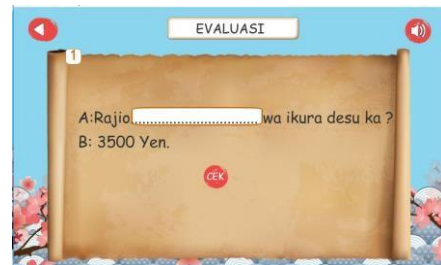 EVALUASI
1
A:Rajio.................................wa ikura desu ka ?
B: 3500 Yen.
CEK